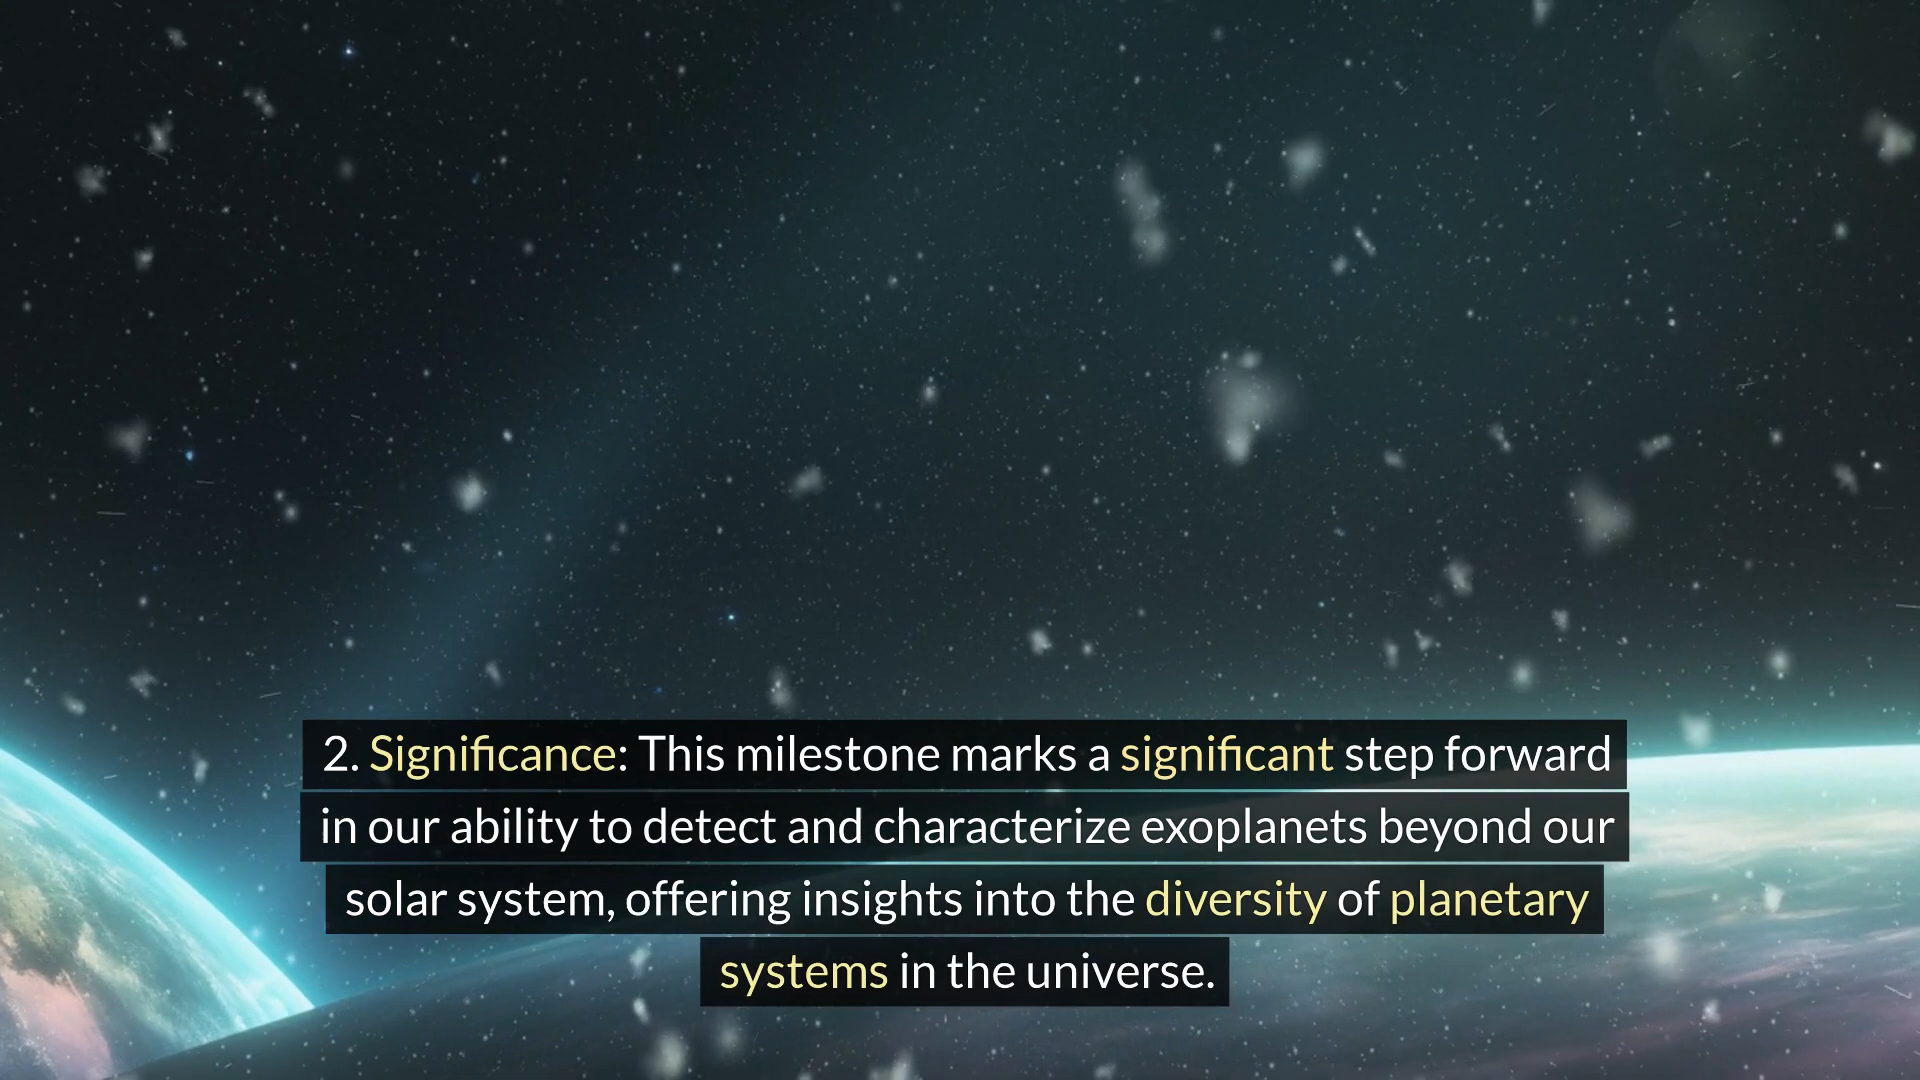 2. Significance: This milestone marks a significant step forward
in our ability to detect and characterize exoplanets beyond our
solar system, offering insights into the diversity of planetary
systems in the universe.